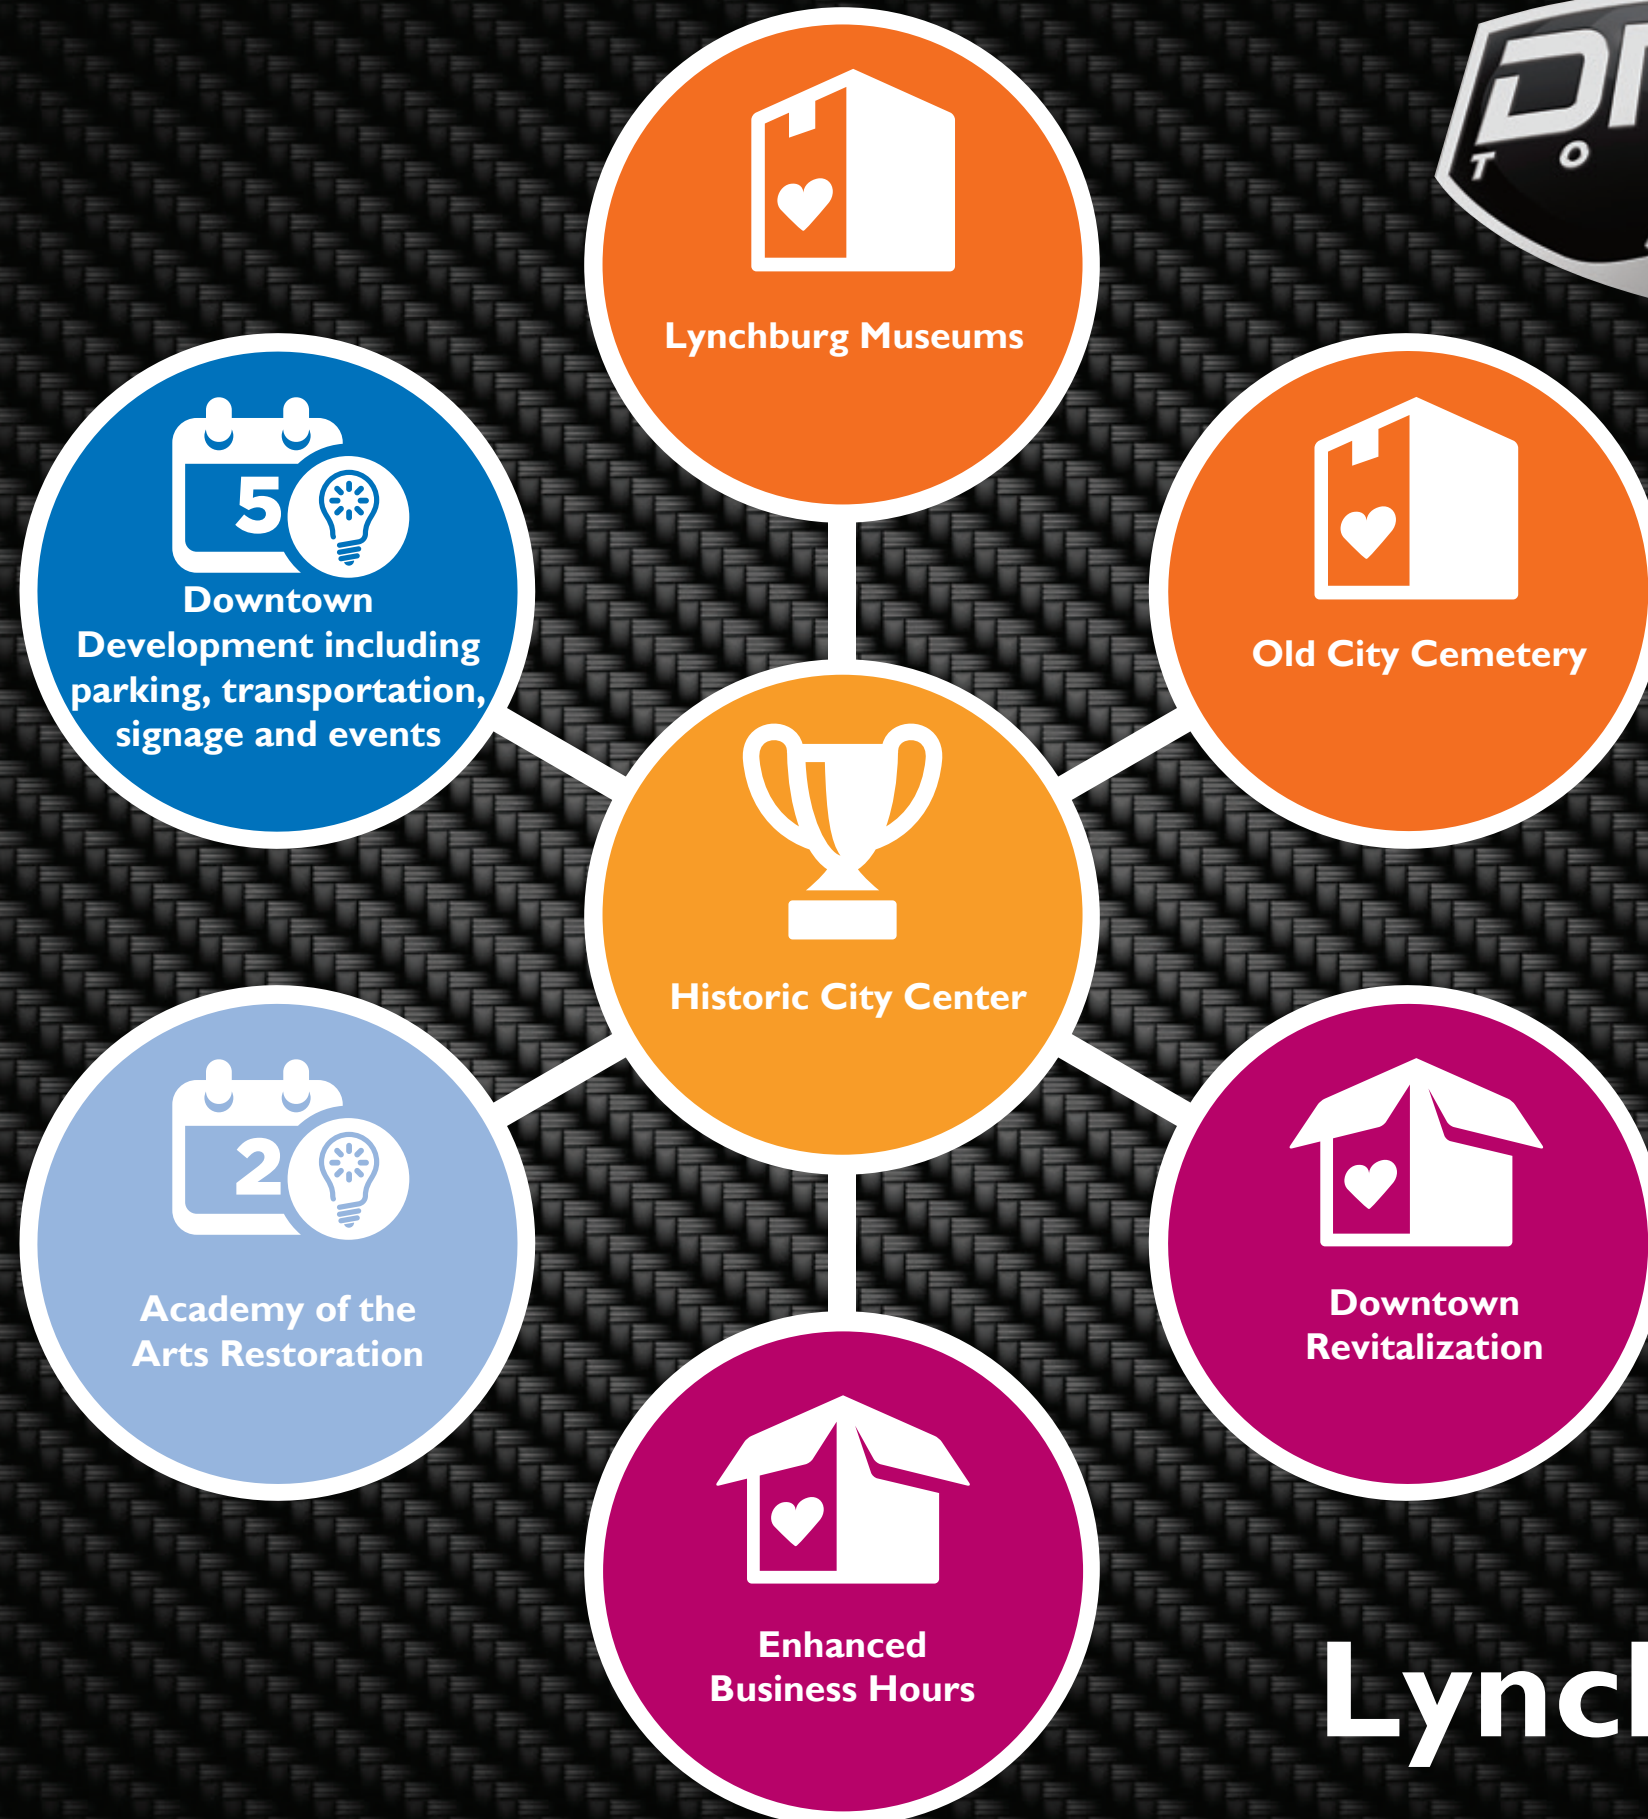 Lynchburg Museums
5
Downtown
Development including
parking, transportation,
signage and events
Old City Cemetery
Historic City Center
2
Academy of the
Arts Restoration
Downtown
Revitalization
Enhanced
Business Hours